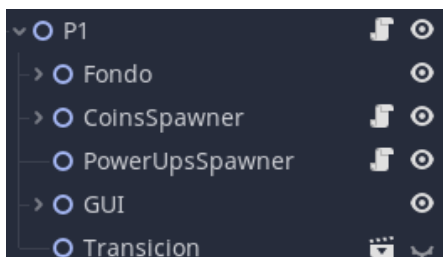 P1
Fondo
CoinsSpawner
PowerUpsSpawner
GUI
Transicion